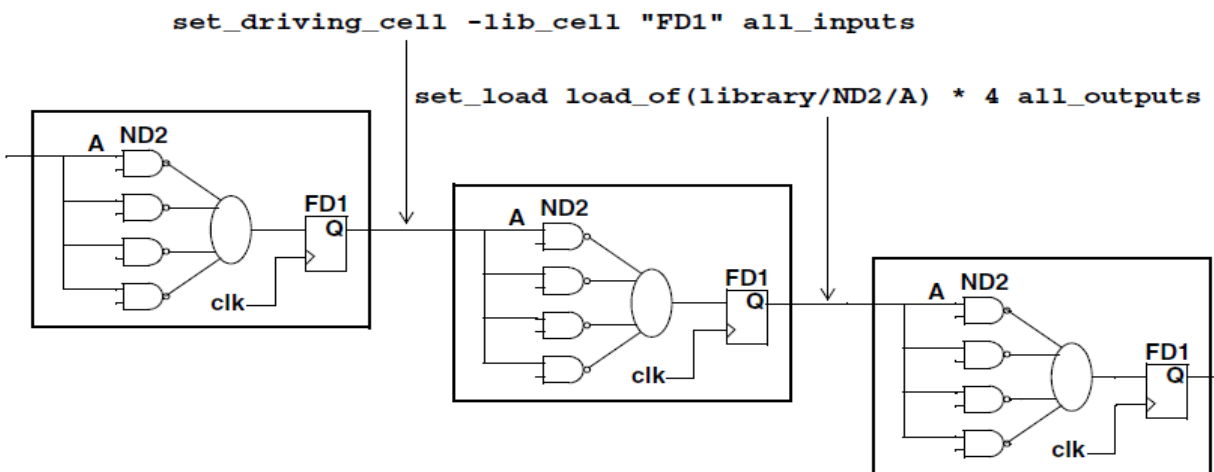 set_driving_cell -lib_cell "FD1" all_inputs
set_load load_of(library/ND2/A) * 4 all_outputs
A ND2
FD1
Q
clk
A ND2
FD1
Q
clk
A ND2
FD1
Q
clk